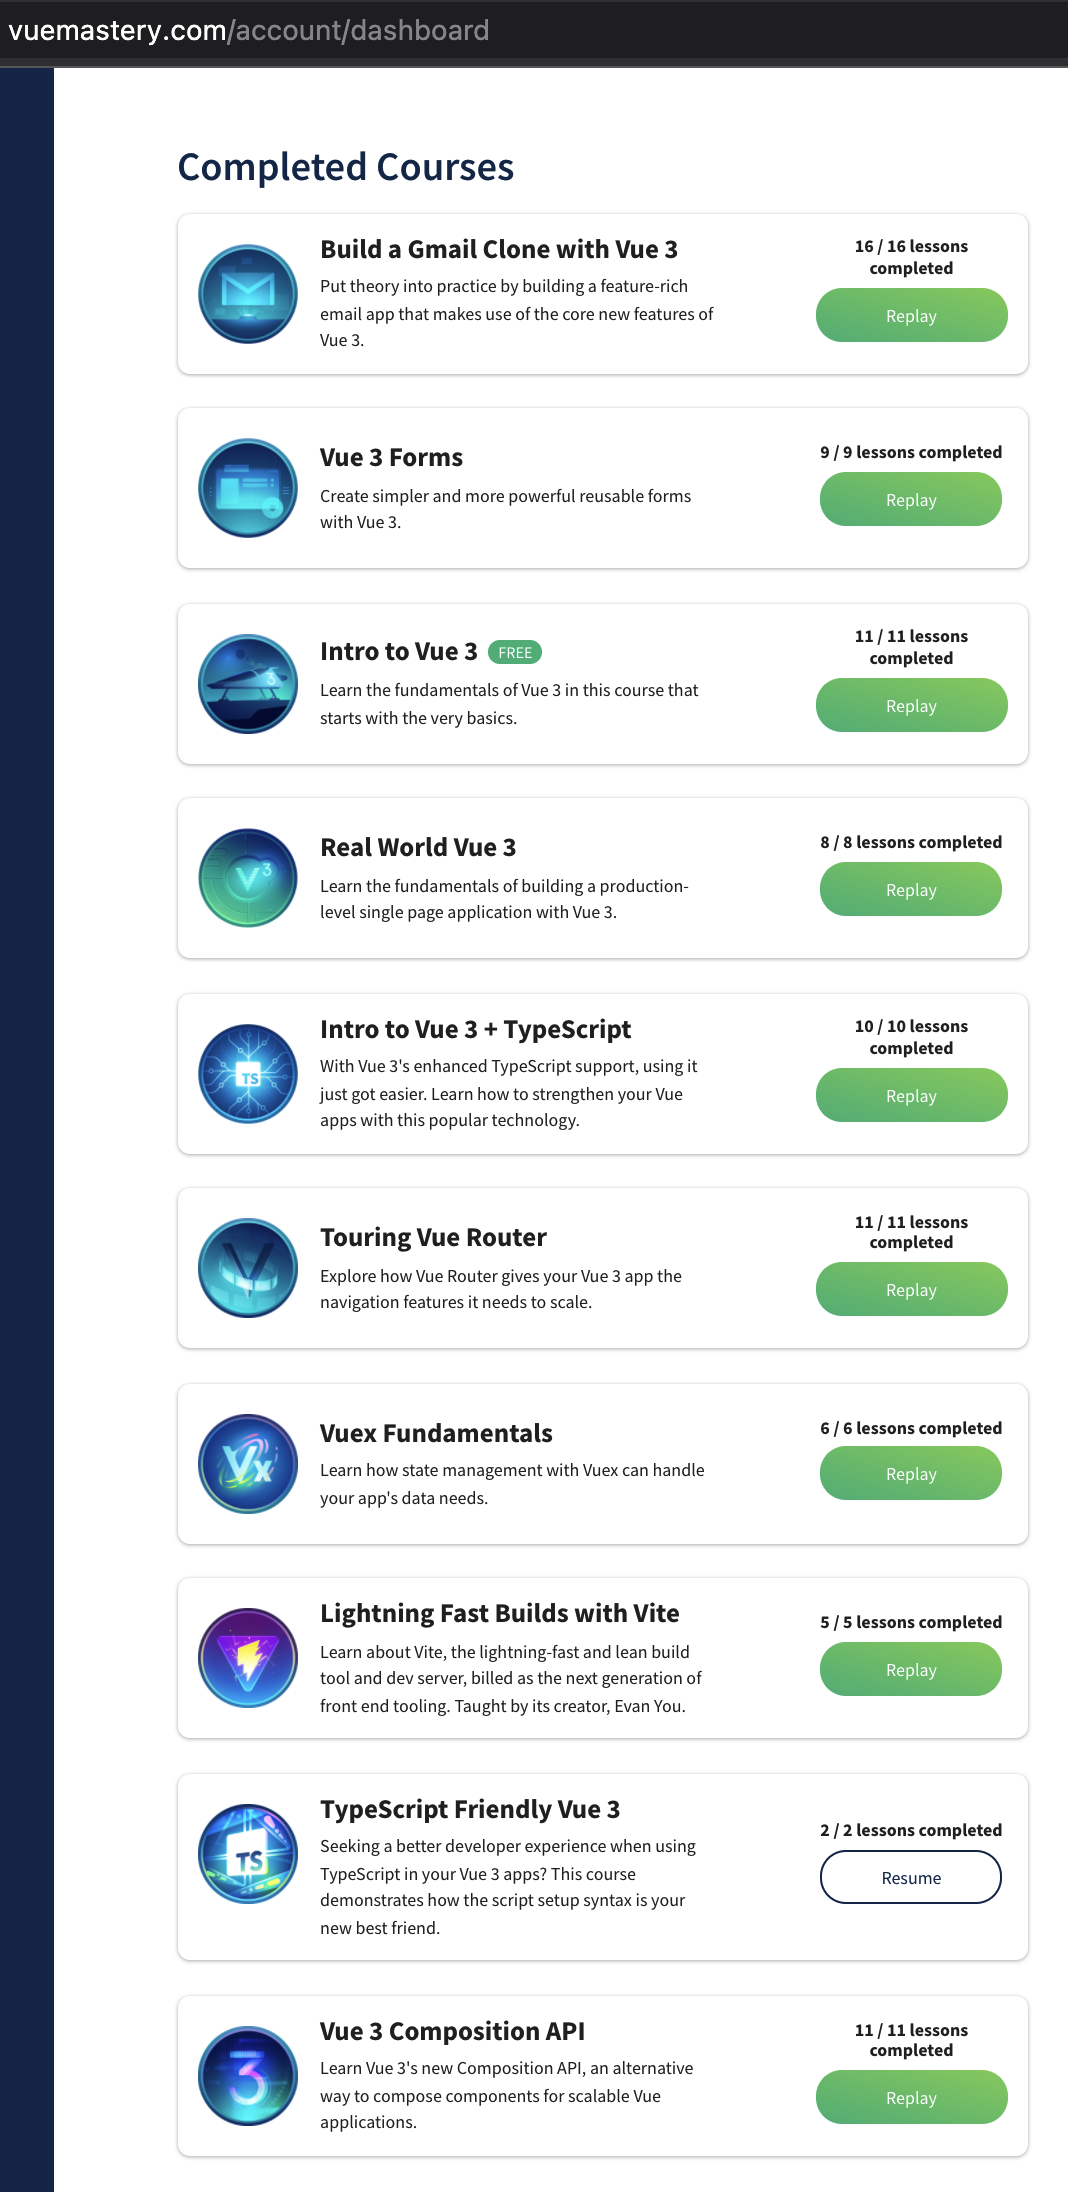 vuemastery.com/account/dashboard
Completed Courses
Build a Gmail Clone with Vue 3
Put theory into practice by building a feature-rich
email app that makes use of the core new features of
Vue 3.
16 / 16 lessons
completed
Replay
Vue 3 Forms
Create simpler and more powerful reusable forms
with Vue 3.
9 / 9 lessons completed
Replay
Intro to Vue 3 FREE
Learn the fundamentals of Vue 3 in this course that
starts with the very basics.
11 / 11 lessons
completed
Replay
3
Real World Vue 3
Learn the fundamentals of building a production-
level single page application with Vue 3.
8 / 8 lessons completed
Replay
V3
Intro to Vue 3 + TypeScript
With Vue 3's enhanced TypeScript support, using it
just got easier. Learn how to strengthen your Vue
apps with this popular technology.
10 / 10 lessons
completed
Replay
TS
Touring Vue Router
Explore how Vue Router gives your Vue 3 app the
navigation features it needs to scale.
11 / 11 lessons
completed
Replay
Vuex Fundamentals
Learn how state management with Vuex can handle
your app's data needs.
6 / 6 lessons completed
Replay
Vx
Lightning Fast Builds with Vite
Learn about Vite, the lightning-fast and lean build
tool and dev server, billed as the next generation of
front end tooling. Taught by its creator, Evan You.
5 / 5 lessons completed
Replay
TypeScript Friendly Vue 3
Seeking a better developer experience when using
TypeScript in your Vue 3 apps? This course
demonstrates how the script setup syntax is your
new best friend.
2 / 2 lessons completed
Resume
TS
Vue 3 Composition API
Learn Vue 3's new Composition API, an alternative
way to compose components for scalable Vue
applications.
11 / 11 lessons
completed
Replay
3